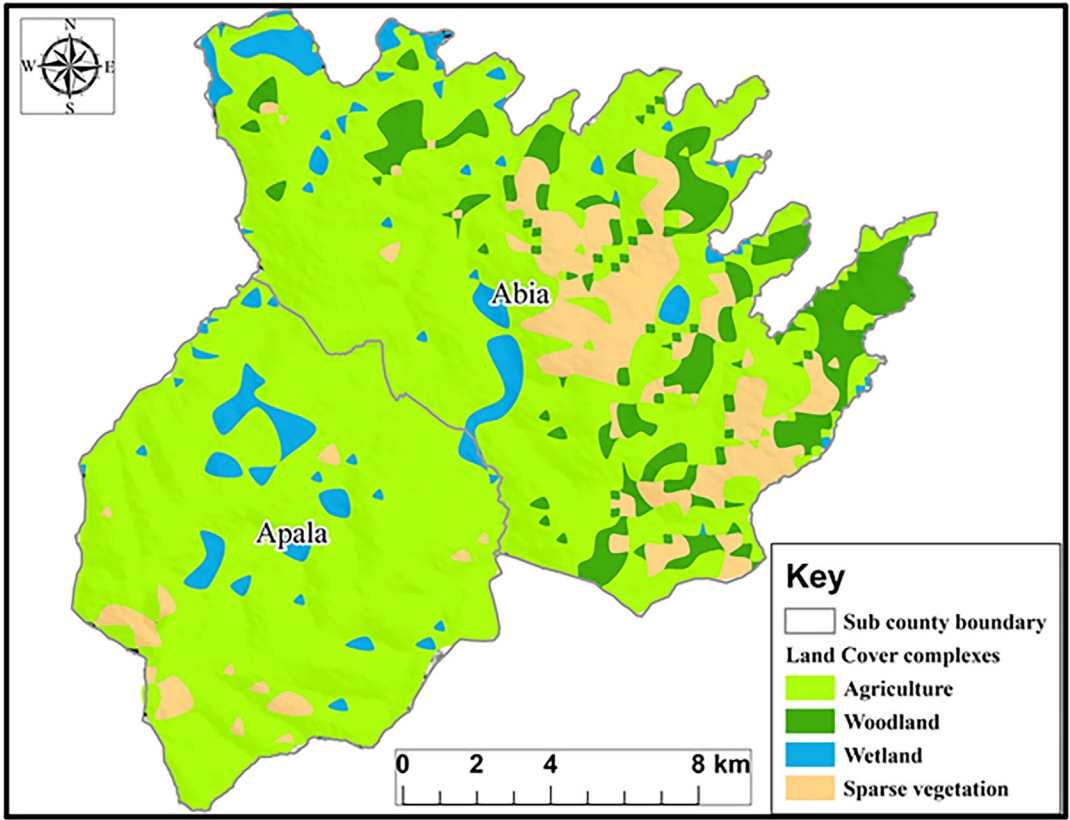 N
W E
S
Abia
Apala
Key
Sub county boundary
Land Cover complexes
Agriculture
Woodland
Wetland
Sparse vegetation
0 2 4 8 km